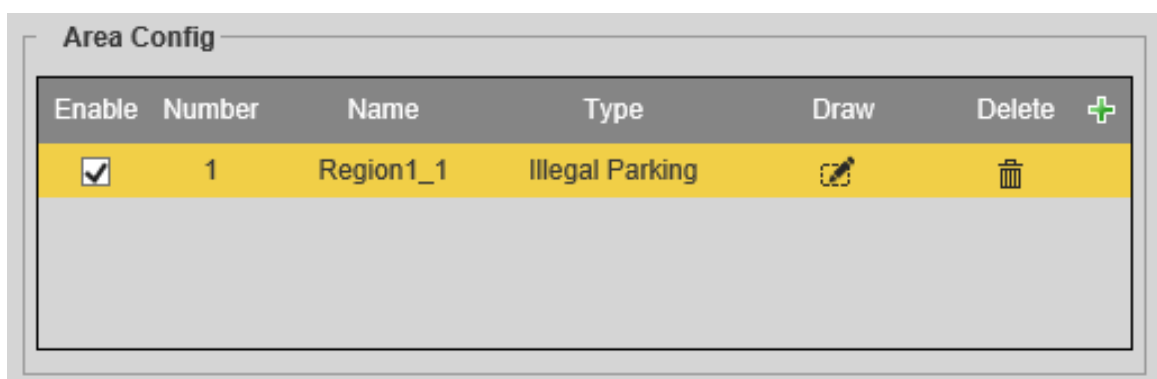 Area Config
Enable Number Name Type Draw Delete
1 Region1_1 Illegal Parking